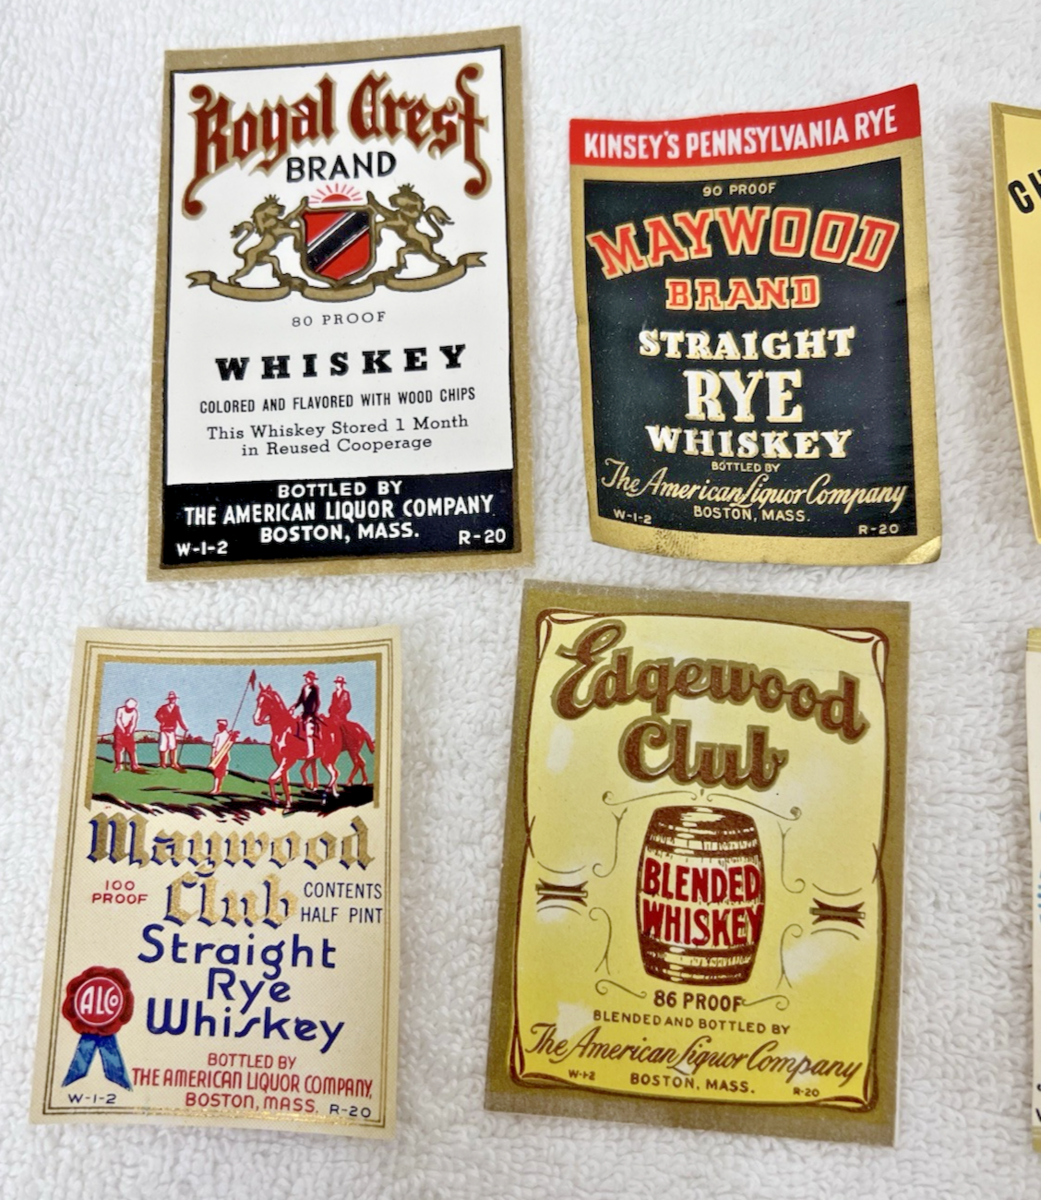 Royal Crest
BRAND
80 PROOF
WHISKEY
COLORED AND FLAVORED WITH WOOD CHIPS
This Whiskey Stored 1 Month
in Reused Cooperage
BOTTLED BY
THE AMERICAN LIQUOR COMPANY
BOSTON, MASS.
W-1-2 R-20
KINSEY'S PENNSYLVANIA RYE
90 PROOF
MAYWOOD
BRAND
STRAIGHT
RYE
WHISKEY
BOTTLED BY
The American Liquor Company
BOSTON, MASS.
W-1-2 R-20
Maywood
Club
100
PROOF
CONTENTS
HALF PINT
Straight
Rye
Whiskey
ALCo
BOTTLED BY
THE AMERICAN LIQUOR COMPANY,
BOSTON, MASS.
W-1-2 R-20
Edgewood
Club
BLENDED
WHISKEY
86 PROOF
BLENDED AND BOTTLED BY
The American Liquor Company
W-1-2 BOSTON, MASS. R-20